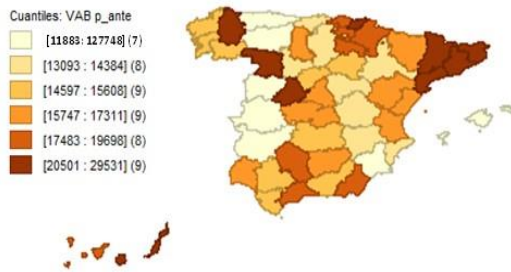 Cuantiles: VAB p_ante
[11883: 127748] (7)
[13093 : 14384] (8)
[14597 : 15608] (9)
[15747 : 17311] (9)
[17483 : 19698] (8)
[20501 : 29531] (9)